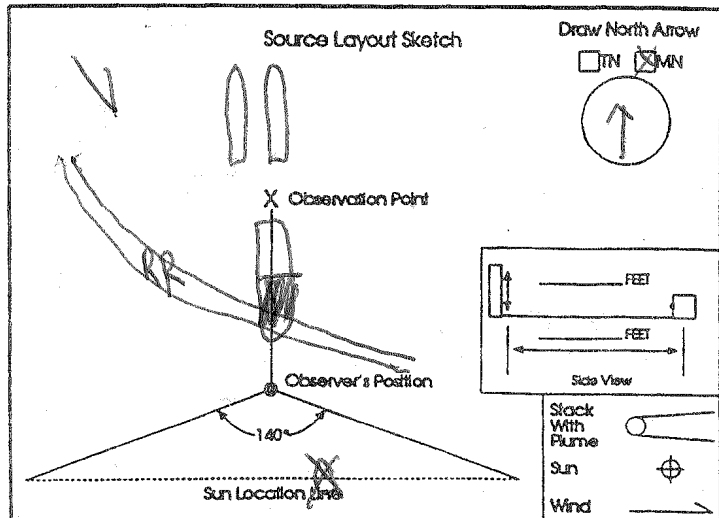 Source Layout Sketch
Draw North Arrow
TN MN
X Observation Point
RR
FEET
FEET
Side View
Observer's Position
140°
Sun Location Line
Stack
With
Plume
Sun
Wind